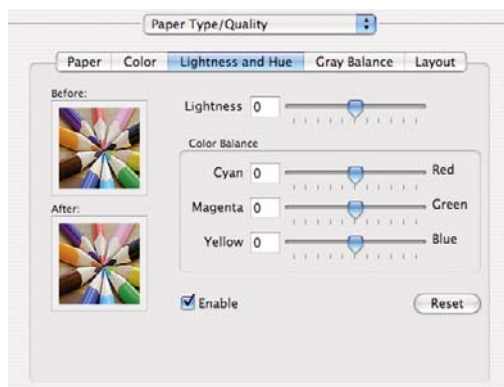 Paper Type/Quality
Paper Color Lightness and Hue Gray Balance Layout
Before:
Lightness 0
Color Balance
Cyan 0 Red
Magenta 0 Green
After:
Yellow 0 Blue
Enable Reset